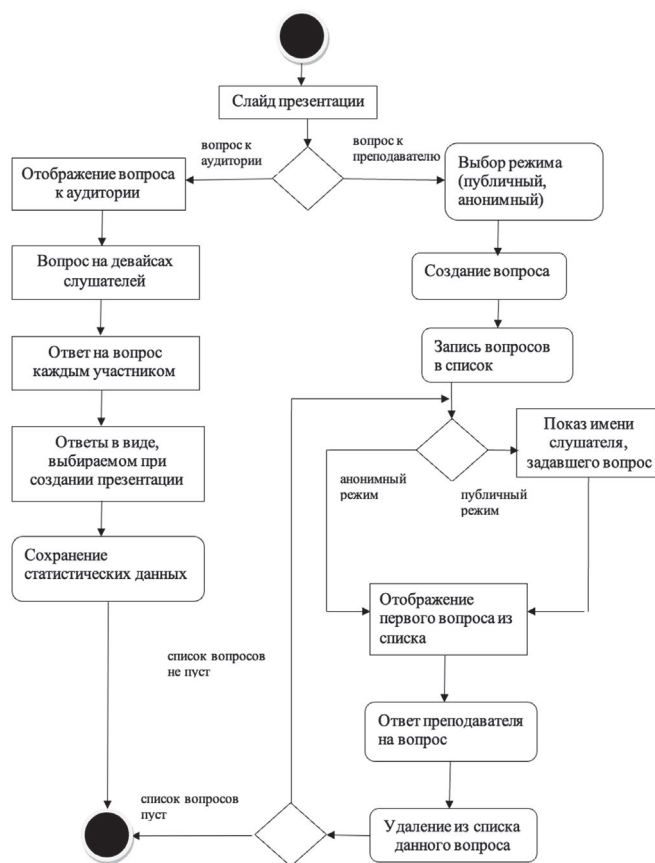 Слайд презентации
вопрос к
аудитории
вопрос к
преподавателю
Отображение вопроса
к аудитории
Выбор режима
(публичный,
анонимный)
Вопрос на девайсах
слушателей
Создание вопроса
Ответ на вопрос
каждым участником
Запись вопросов
в список
Ответы в виде,
выбираемом при
создании презентации
Показ имени
слушателя,
задавшего вопрос
анонимный
режим
публичный
режим
Сохранение
статистических данных
Отображение
первого вопроса из
списка
список вопросов
не пуст
Ответ преподавателя
на вопрос
список вопросов
пуст
Удаление из списка
данного вопроса